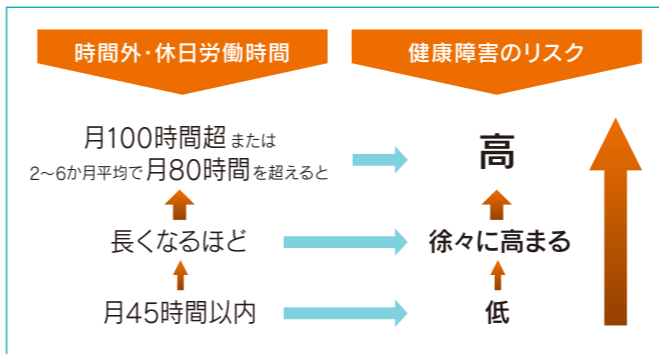 時間外・休日労働時間
健康障害のリスク
月100時間超または
2〜6か月平均で月80時間を超えると
高
長くなるほど
徐々に高まる
月45時間以内
低